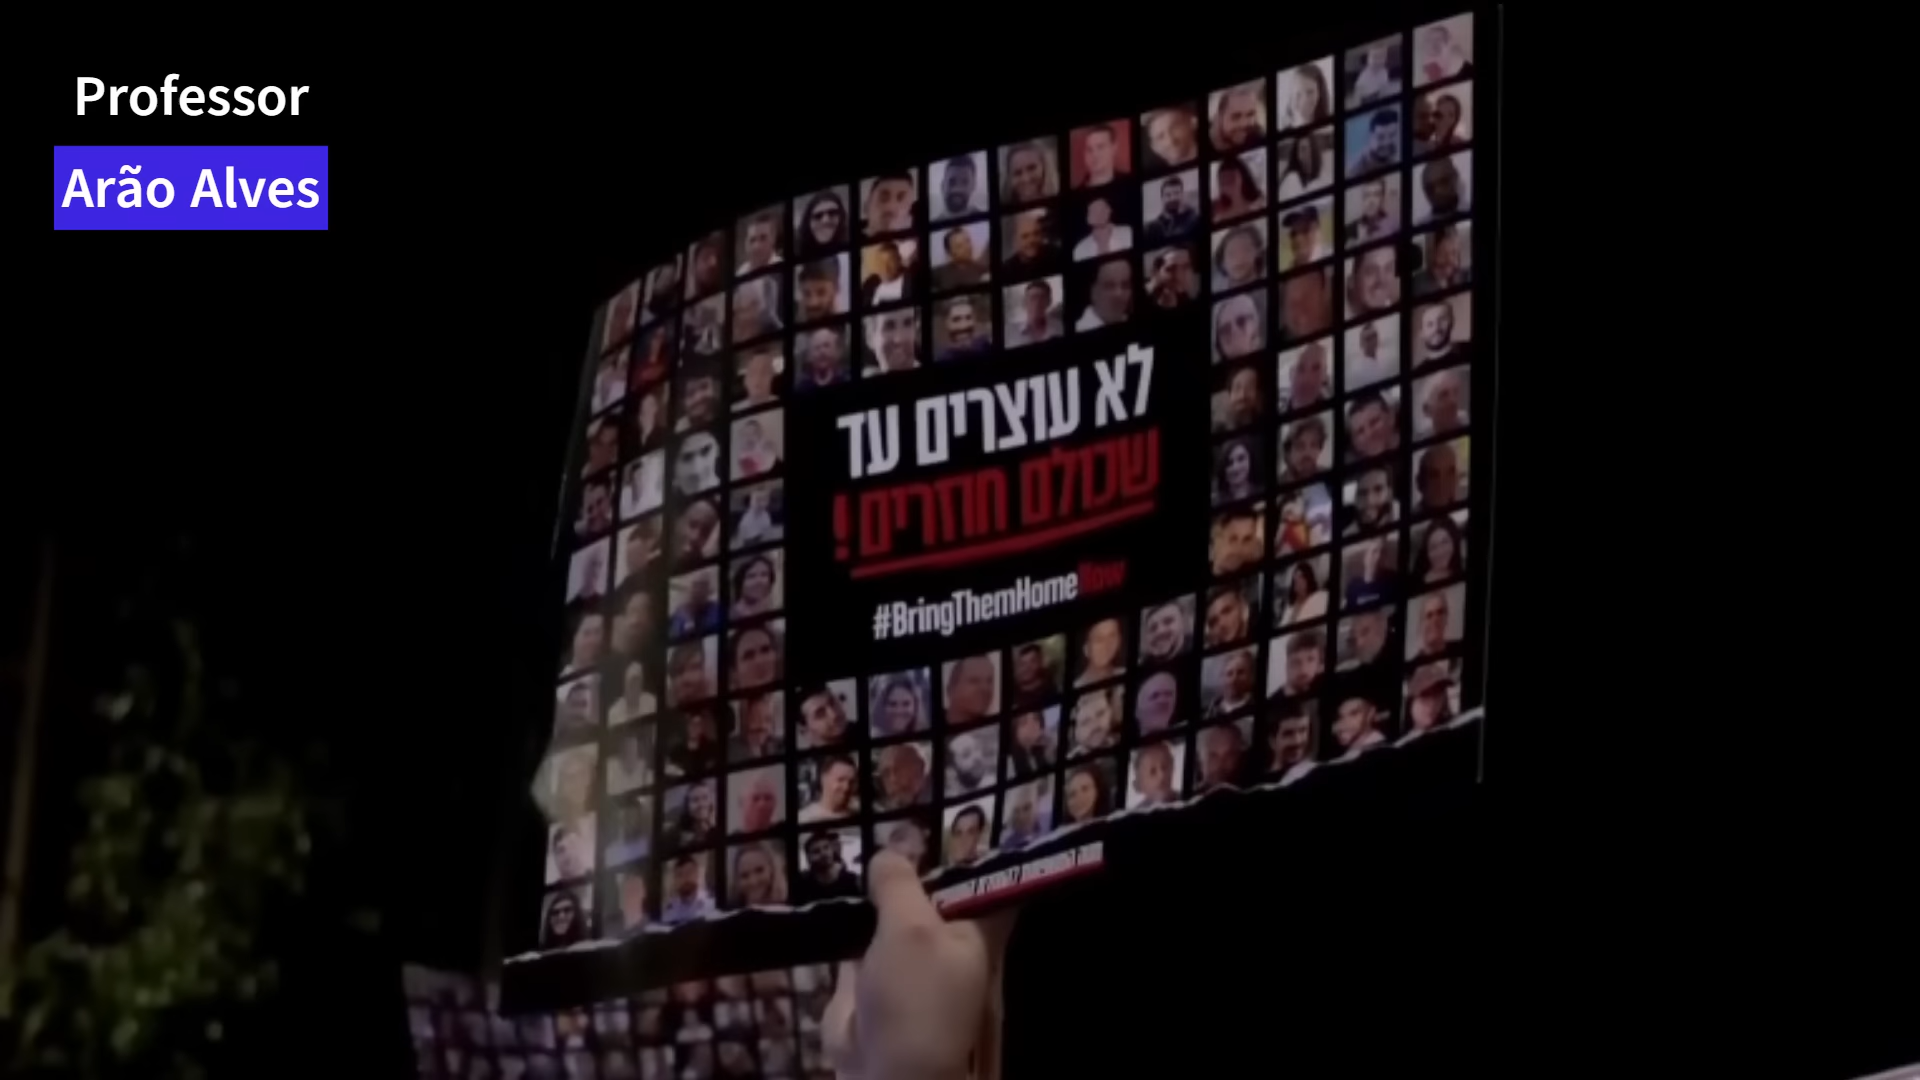 Professor
Arão Alves
לא עוצרים עד
שכולם חוזרים!
#BringThemHomeNow